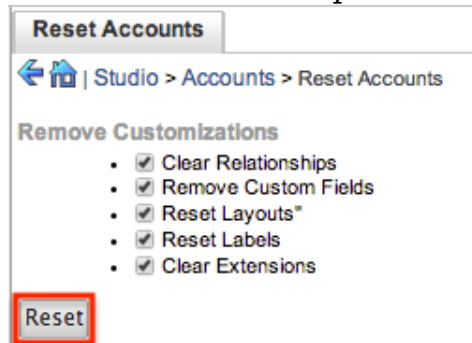 Reset Accounts
| Studio > Accounts > Reset Accounts
Remove Customizations
• Clear Relationships
• Remove Custom Fields
• Reset Layouts*
• Reset Labels
• Clear Extensions
Reset